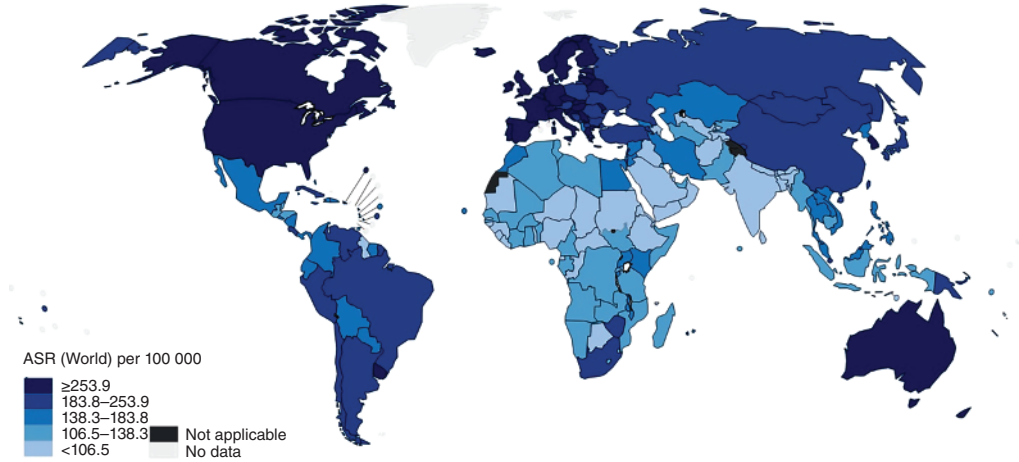 ASR (World) per 100 000
≥253.9
183.8–253.9
138.3–183.8
106.5–138.3
<106.5
Not applicable
No data